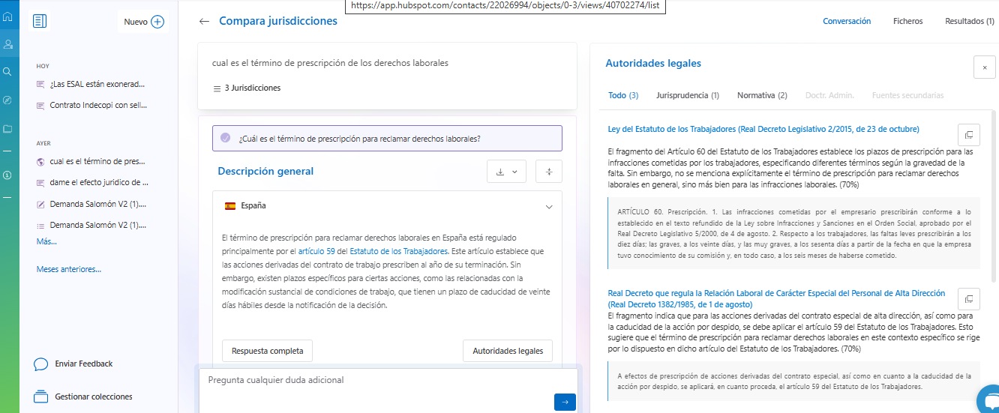 https://app.hubspot.com/contacts/22026994/objects/0-3/views/40702274/list
Nuevo
Compara jurisdicciones
Conversación
Ficheros
Resultados (1)
HOY
¿Las ESAL están exonerad...
Contrato Indecopi con sell...
AYER
cual es el término de pres...
dame el efecto juridico de ...
Demanda Salomón V2 (1)....
Demanda Salomón V2 (1)....
Más...
Meses anteriores...
Enviar Feedback
Gestionar colecciones
cual es el término de prescripción de los derechos laborales
3 Jurisdicciones
¿Cuál es el término de prescripción para reclamar derechos laborales?
Descripción general
España
El término de prescripción para reclamar derechos laborales en España está regulado
principalmente por el artículo 59 del Estatuto de los Trabajadores. Este artículo establece que
las acciones derivadas del contrato de trabajo prescriben al año de su terminación. Sin
embargo, existen plazos específicos para ciertas acciones, como las relacionadas con la
modificación sustancial de condiciones de trabajo, que tienen un plazo de caducidad de veinte
días hábiles desde la notificación de la decisión.
Respuesta completa
Autoridades legales
Pregunta cualquier duda adicional
Autoridades legales
Todo (3)
Jurisprudencia (1)
Normativa (2)
Doctr. Admin.
Fuentes secundarias
Ley del Estatuto de los Trabajadores (Real Decreto Legislativo 2/2015, de 23 de octubre)
El fragmento del Artículo 60 del Estatuto de los Trabajadores establece los plazos de prescripción para las
infracciones cometidas por los trabajadores, especificando diferentes términos según la gravedad de la
falta. Sin embargo, no se menciona explícitamente el término de prescripción para reclamar derechos
laborales en general, sino más bien para las infracciones laborales. (70%)
ARTÍCULO 60. Prescripción. 1. Las infracciones cometidas por el empresario prescribirán conforme a lo
establecido en el texto refundido de la Ley sobre Infracciones y Sanciones en el Orden Social, aprobado por el
Real Decreto Legislativo 5/2000, de 4 de agosto. 2. Respecto a los trabajadores, las faltas leves prescribirán a los
diez días; las graves, a los veinte días, y las muy graves, a los sesenta días a partir de la fecha en que la empresa
tuvo conocimiento de su comisión y, en todo caso, a los seis meses de haberse cometido.
Real Decreto que regula la Relación Laboral de Carácter Especial del Personal de Alta Dirección
(Real Decreto 1382/1985, de 1 de agosto)
El fragmento indica que para las acciones derivadas del contrato especial de alta dirección, así como para
la caducidad de la acción por despido, se debe aplicar el artículo 59 del Estatuto de los Trabajadores. Esto
sugiere que el término de prescripción para reclamar derechos laborales en este contexto específico se rige
por lo dispuesto en dicho artículo del Estatuto de los Trabajadores. (70%)
A efectos de prescripción de acciones derivadas del contrato especial, así como en cuanto a la caducidad de la
acción por despido, se aplicará, en cuanto proceda, el artículo 59 del Estatuto de los Trabajadores.